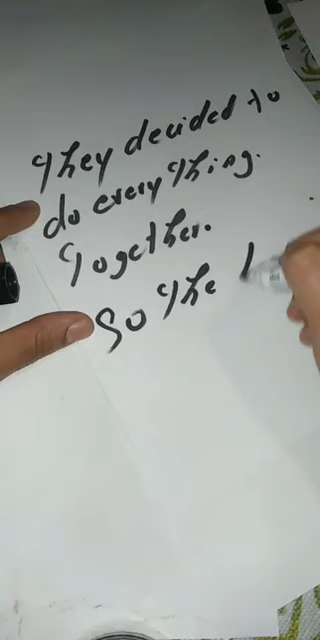 They decided to
do every thing.
Together.
So The